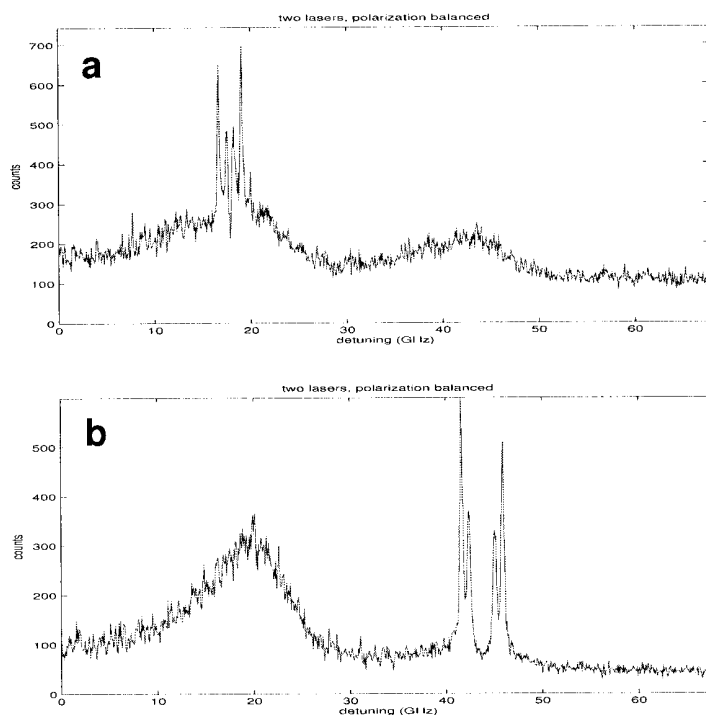 two lasers, polarization balanced
a
700
600
500
400
300
200
100
0
counts
0 10 20 30 40 50 60
detuning (GHz)
two lasers, polarization balanced
b
500
400
300
200
100
0
counts
0 10 20 30 40 50 60
detuning (GHz)